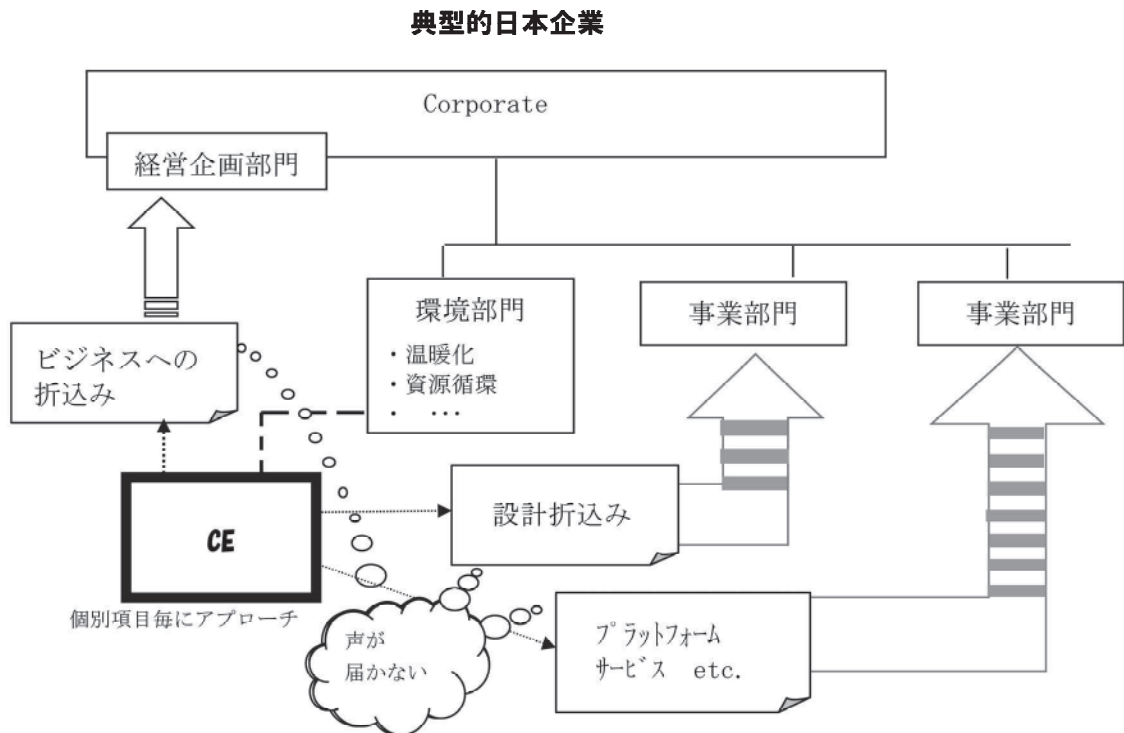 典型的日本企業
Corporate
経営企画部門
環境部門
・温暖化
・資源循環
・ …
事業部門
事業部門
ビジネスへの
折込み
CE
個別項目毎にアプローチ
設計折込み
声が
届かない
プラットフォーム
サービス etc.